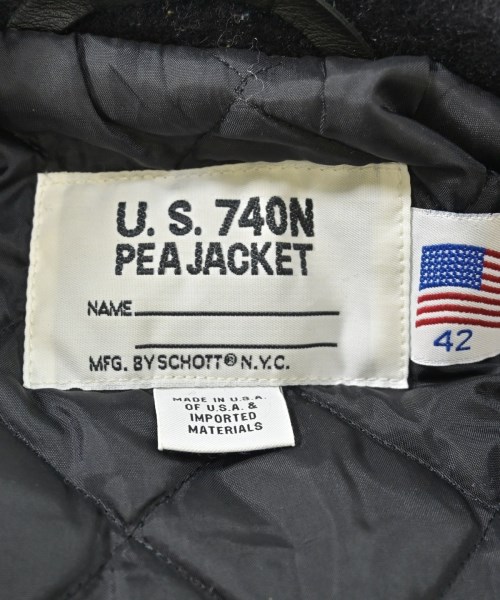 U. S. 740N
PEA JACKET
NAME
MFG. BY SCHOTT® N.Y.C.
42
MADE IN U.S.A.
OF U.S.A. &
IMPORTED
MATERIALS